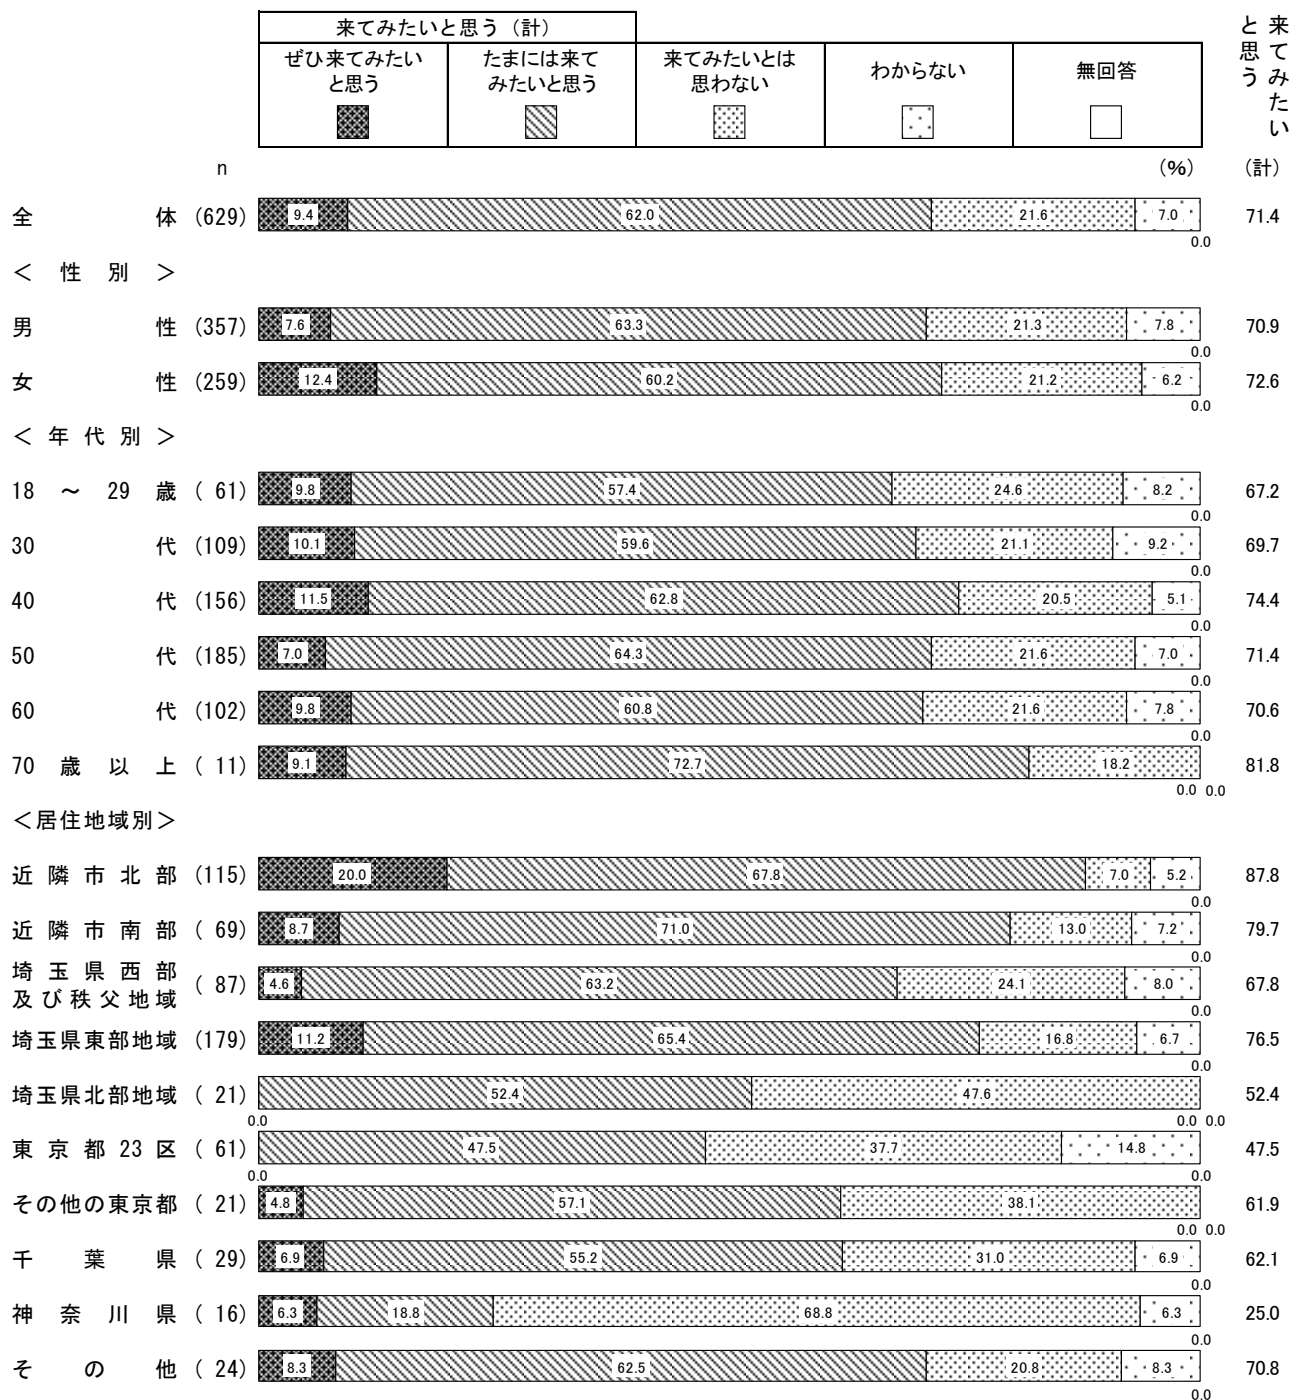 来てみたいと思う（計）
ぜひ来てみたい
と思う
たまには来て
みたいと思う
来てみたいとは
思わない
わからない
無回答
来てみたい
と思う
n
(%)
(計)
全体 (629) 9.4 62.0 21.6 7.0 71.4
0.0
＜性別＞
男性 (357) 7.6 63.3 21.3 7.8 70.9
0.0
女性 (259) 12.4 60.2 21.2 6.2 72.6
0.0
＜年代別＞
18～29歳 (61) 9.8 57.4 24.6 8.2 67.2
0.0
30代 (109) 10.1 59.6 21.1 9.2 69.7
0.0
40代 (156) 11.5 62.8 20.5 5.1 74.4
0.0
50代 (185) 7.0 64.3 21.6 7.0 71.4
0.0
60代 (102) 9.8 60.8 21.6 7.8 70.6
0.0
70歳以上 (11) 9.1 72.7 18.2 81.8
0.0 0.0
＜居住地域別＞
近隣市北部 (115) 20.0 67.8 7.0 5.2 87.8
0.0
近隣市南部 (69) 8.7 71.0 13.0 7.2 79.7
0.0
埼玉県西部
及び秩父地域 (87) 4.6 63.2 24.1 8.0 67.8
0.0
埼玉県東部地域 (179) 11.2 65.4 16.8 6.7 76.5
0.0
埼玉県北部地域 (21) 52.4 47.6 52.4
0.0 0.0 0.0
東京都23区 (61) 47.5 37.7 14.8 47.5
0.0 0.0
その他の東京都 (21) 4.8 57.1 38.1 61.9
0.0 0.0
千葉県 (29) 6.9 55.2 31.0 6.9 62.1
0.0
神奈川県 (16) 6.3 18.8 68.8 6.3 25.0
0.0
その他 (24) 8.3 62.5 20.8 8.3 70.8
0.0